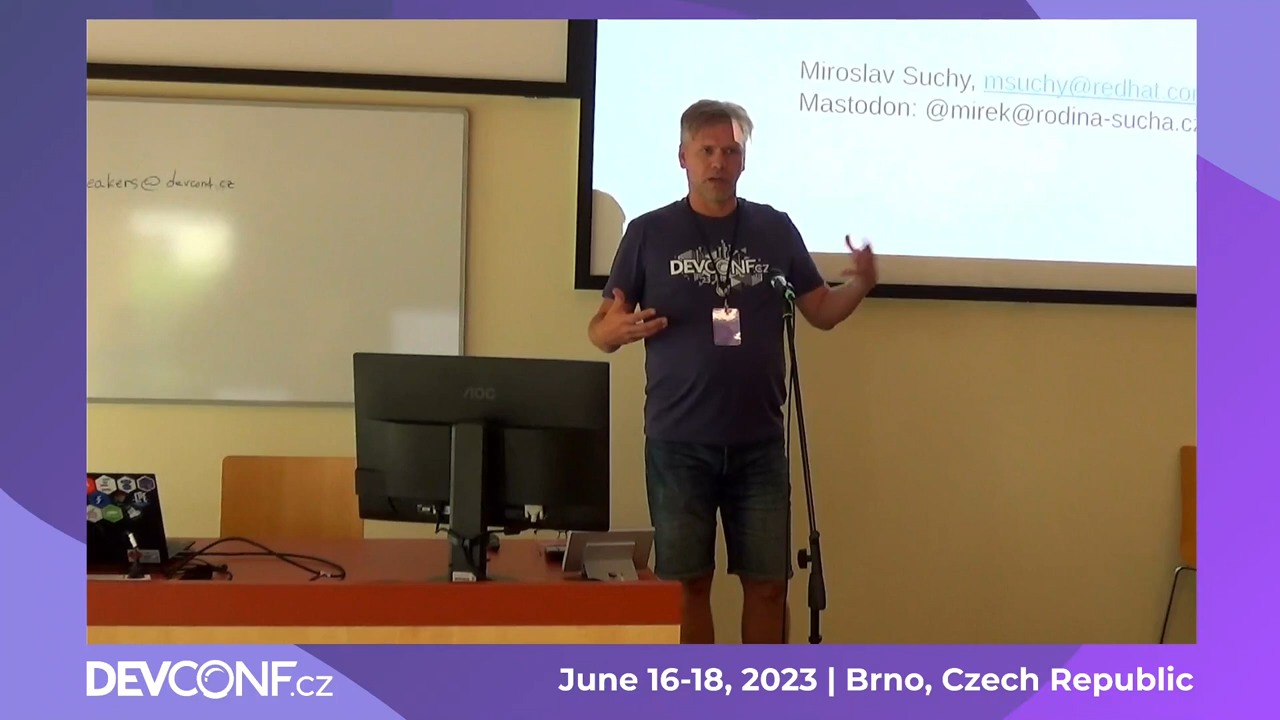 Miroslav Suchy, msuchy@redhat.co
Mastodon: @mirek@rodina-sucha.cz
eakers@devconf.cz
DEVCONF.cz
AOC
DEVCONF.CZ
June 16-18, 2023 | Brno, Czech Republic